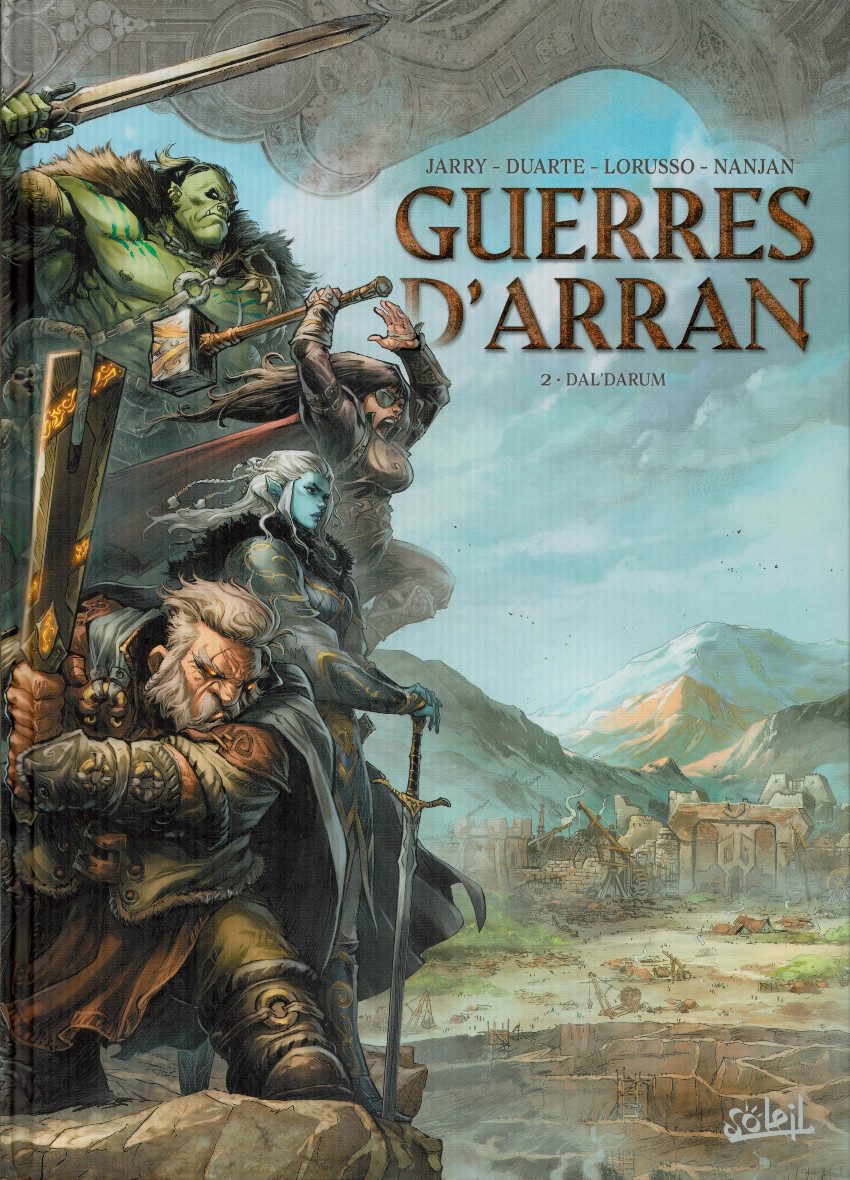 JARRY - DUARTE - LORUSSO - NANJAN
GUERRES
D'ARRAN
2 · DAL'DARUM
SOLEIL